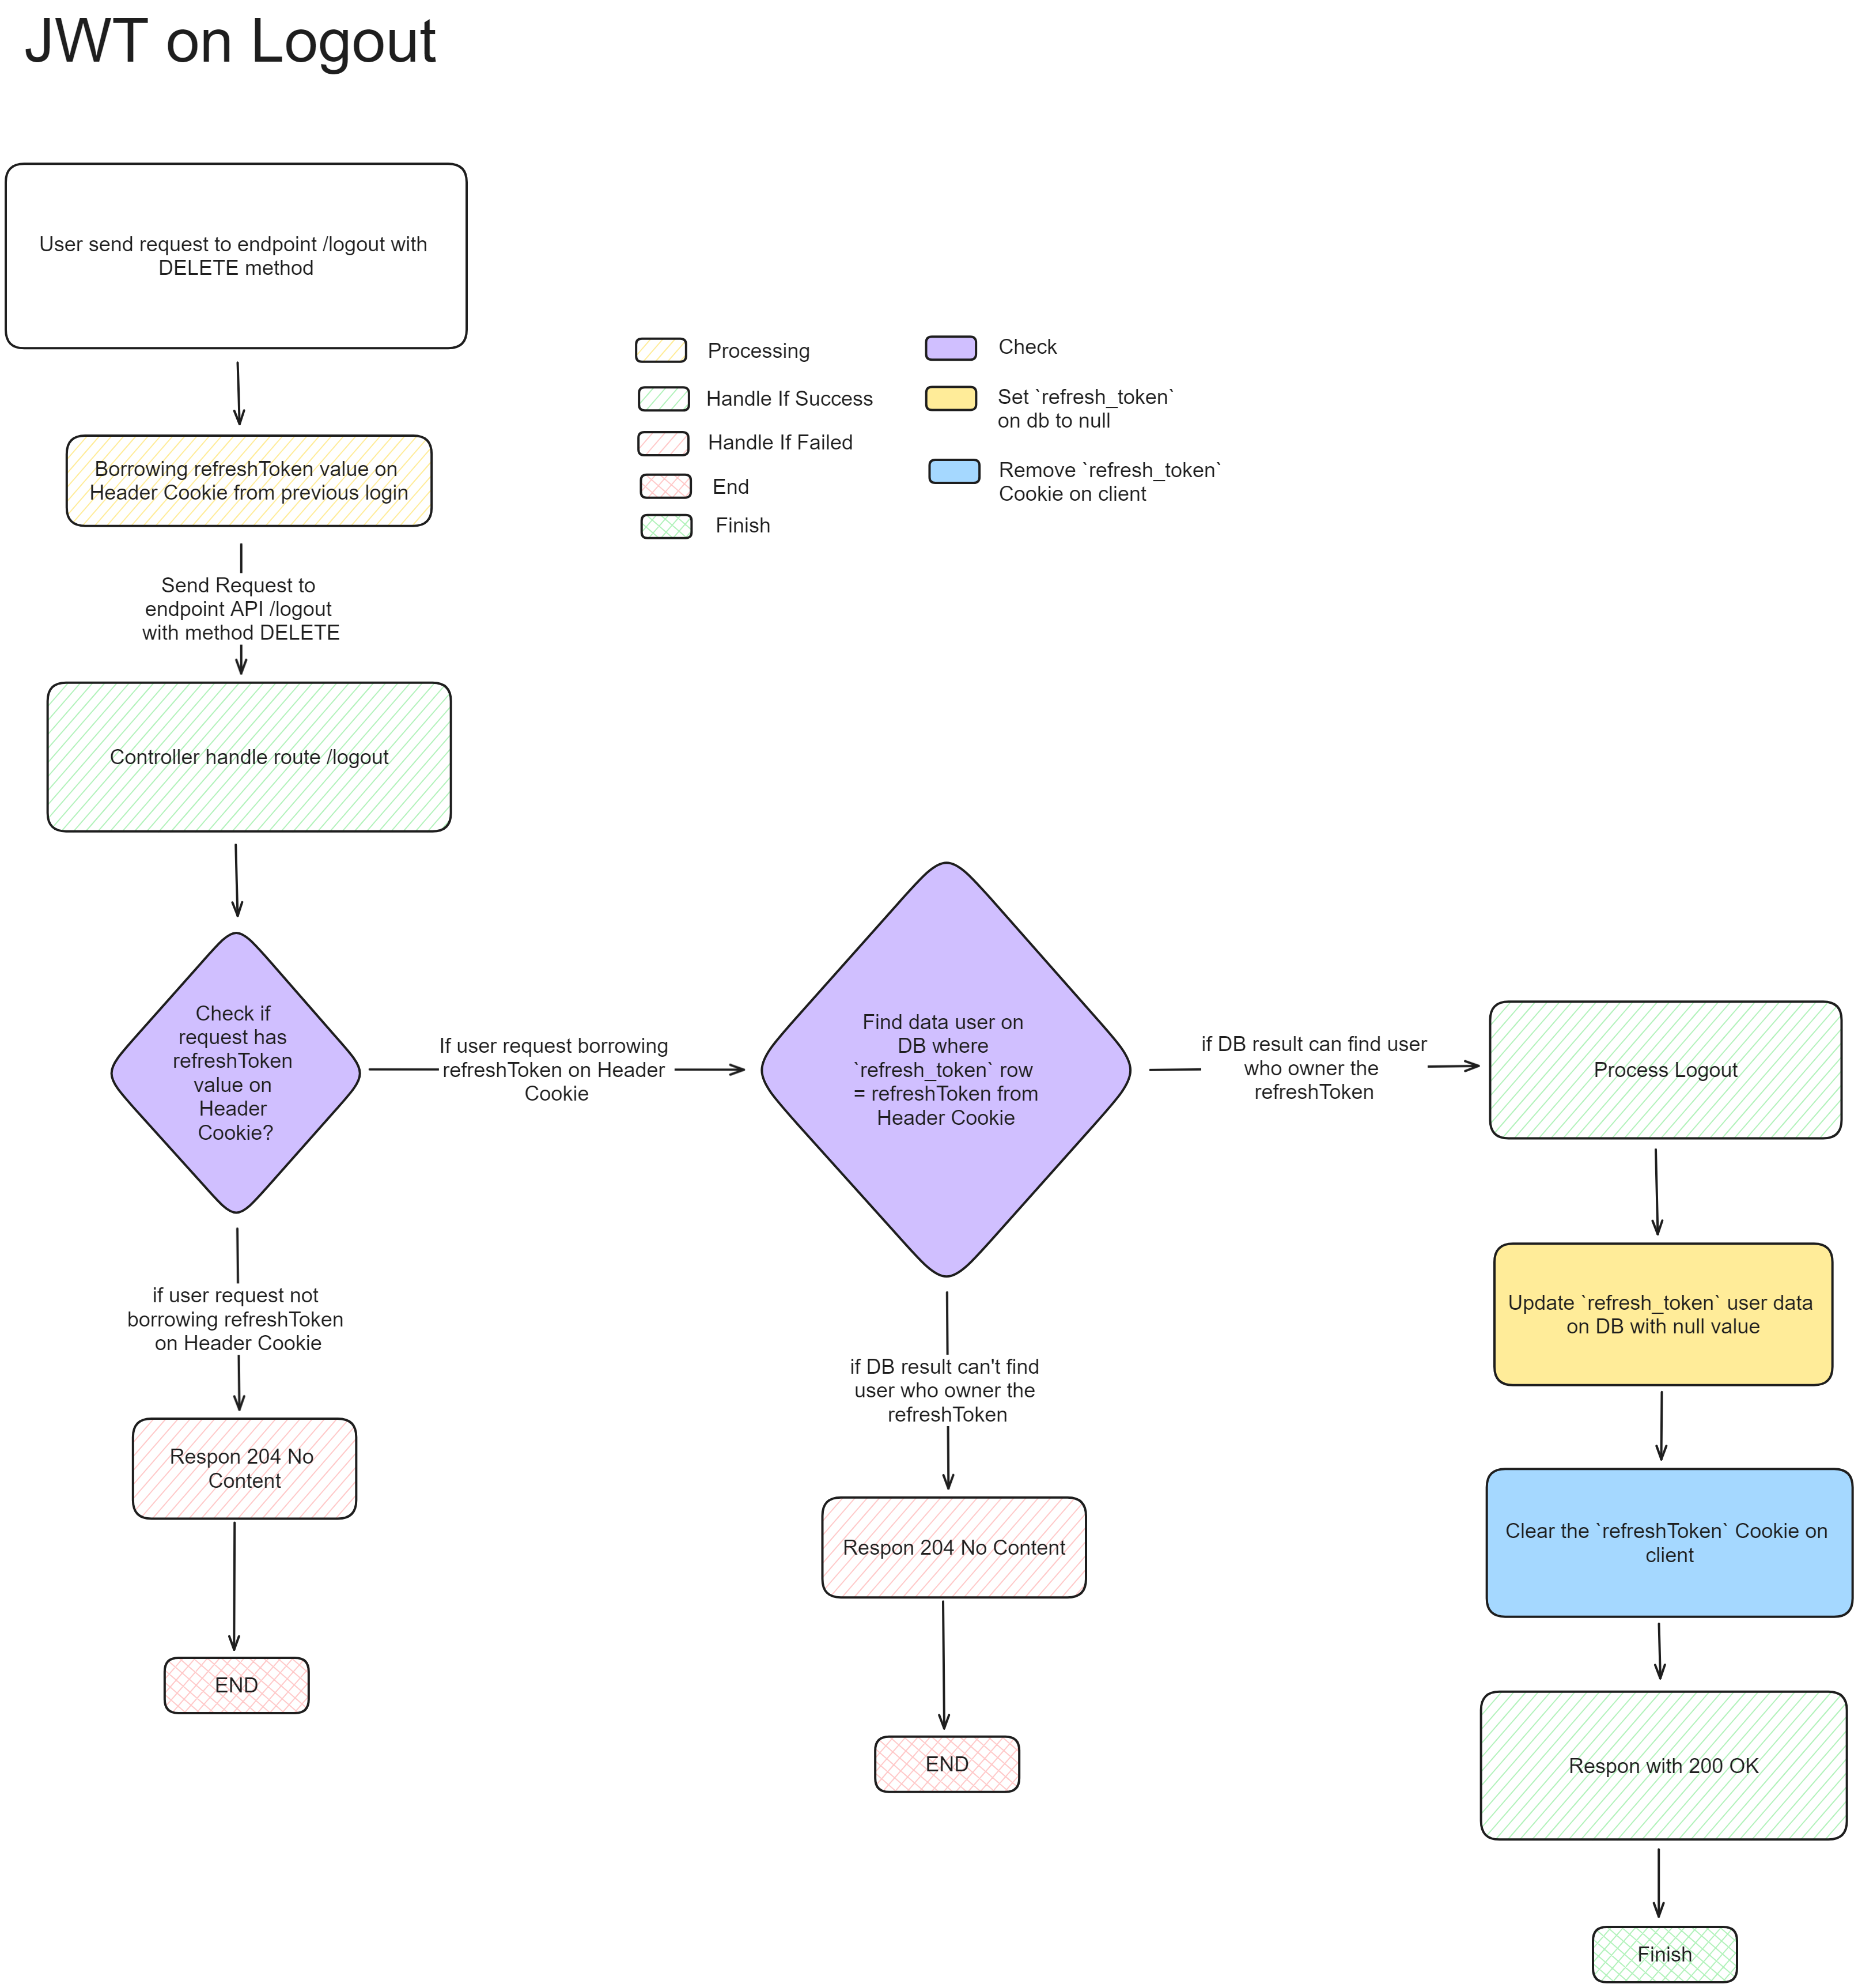 JWT on Logout
User send request to endpoint /logout with
DELETE method
Processing
Handle If Success
Handle If Failed
End
Finish
Check
Set `refresh_token`
on db to null
Remove `refresh_token`
Cookie on client
Borrowing refreshToken value on
Header Cookie from previous login
Send Request to
endpoint API /logout
with method DELETE
Controller handle route /logout
Check if
request has
refreshToken
value on
Header
Cookie?
If user request borrowing
refreshToken on Header
Cookie
Find data user on
DB where
`refresh_token` row
= refreshToken from
Header Cookie
if DB result can find user
who owner the
refreshToken
Process Logout
if user request not
borrowing refreshToken
on Header Cookie
Respon 204 No
Content
END
if DB result can't find
user who owner the
refreshToken
Respon 204 No Content
END
Update `refresh_token` user data
on DB with null value
Clear the `refreshToken` Cookie on
client
Respon with 200 OK
Finish